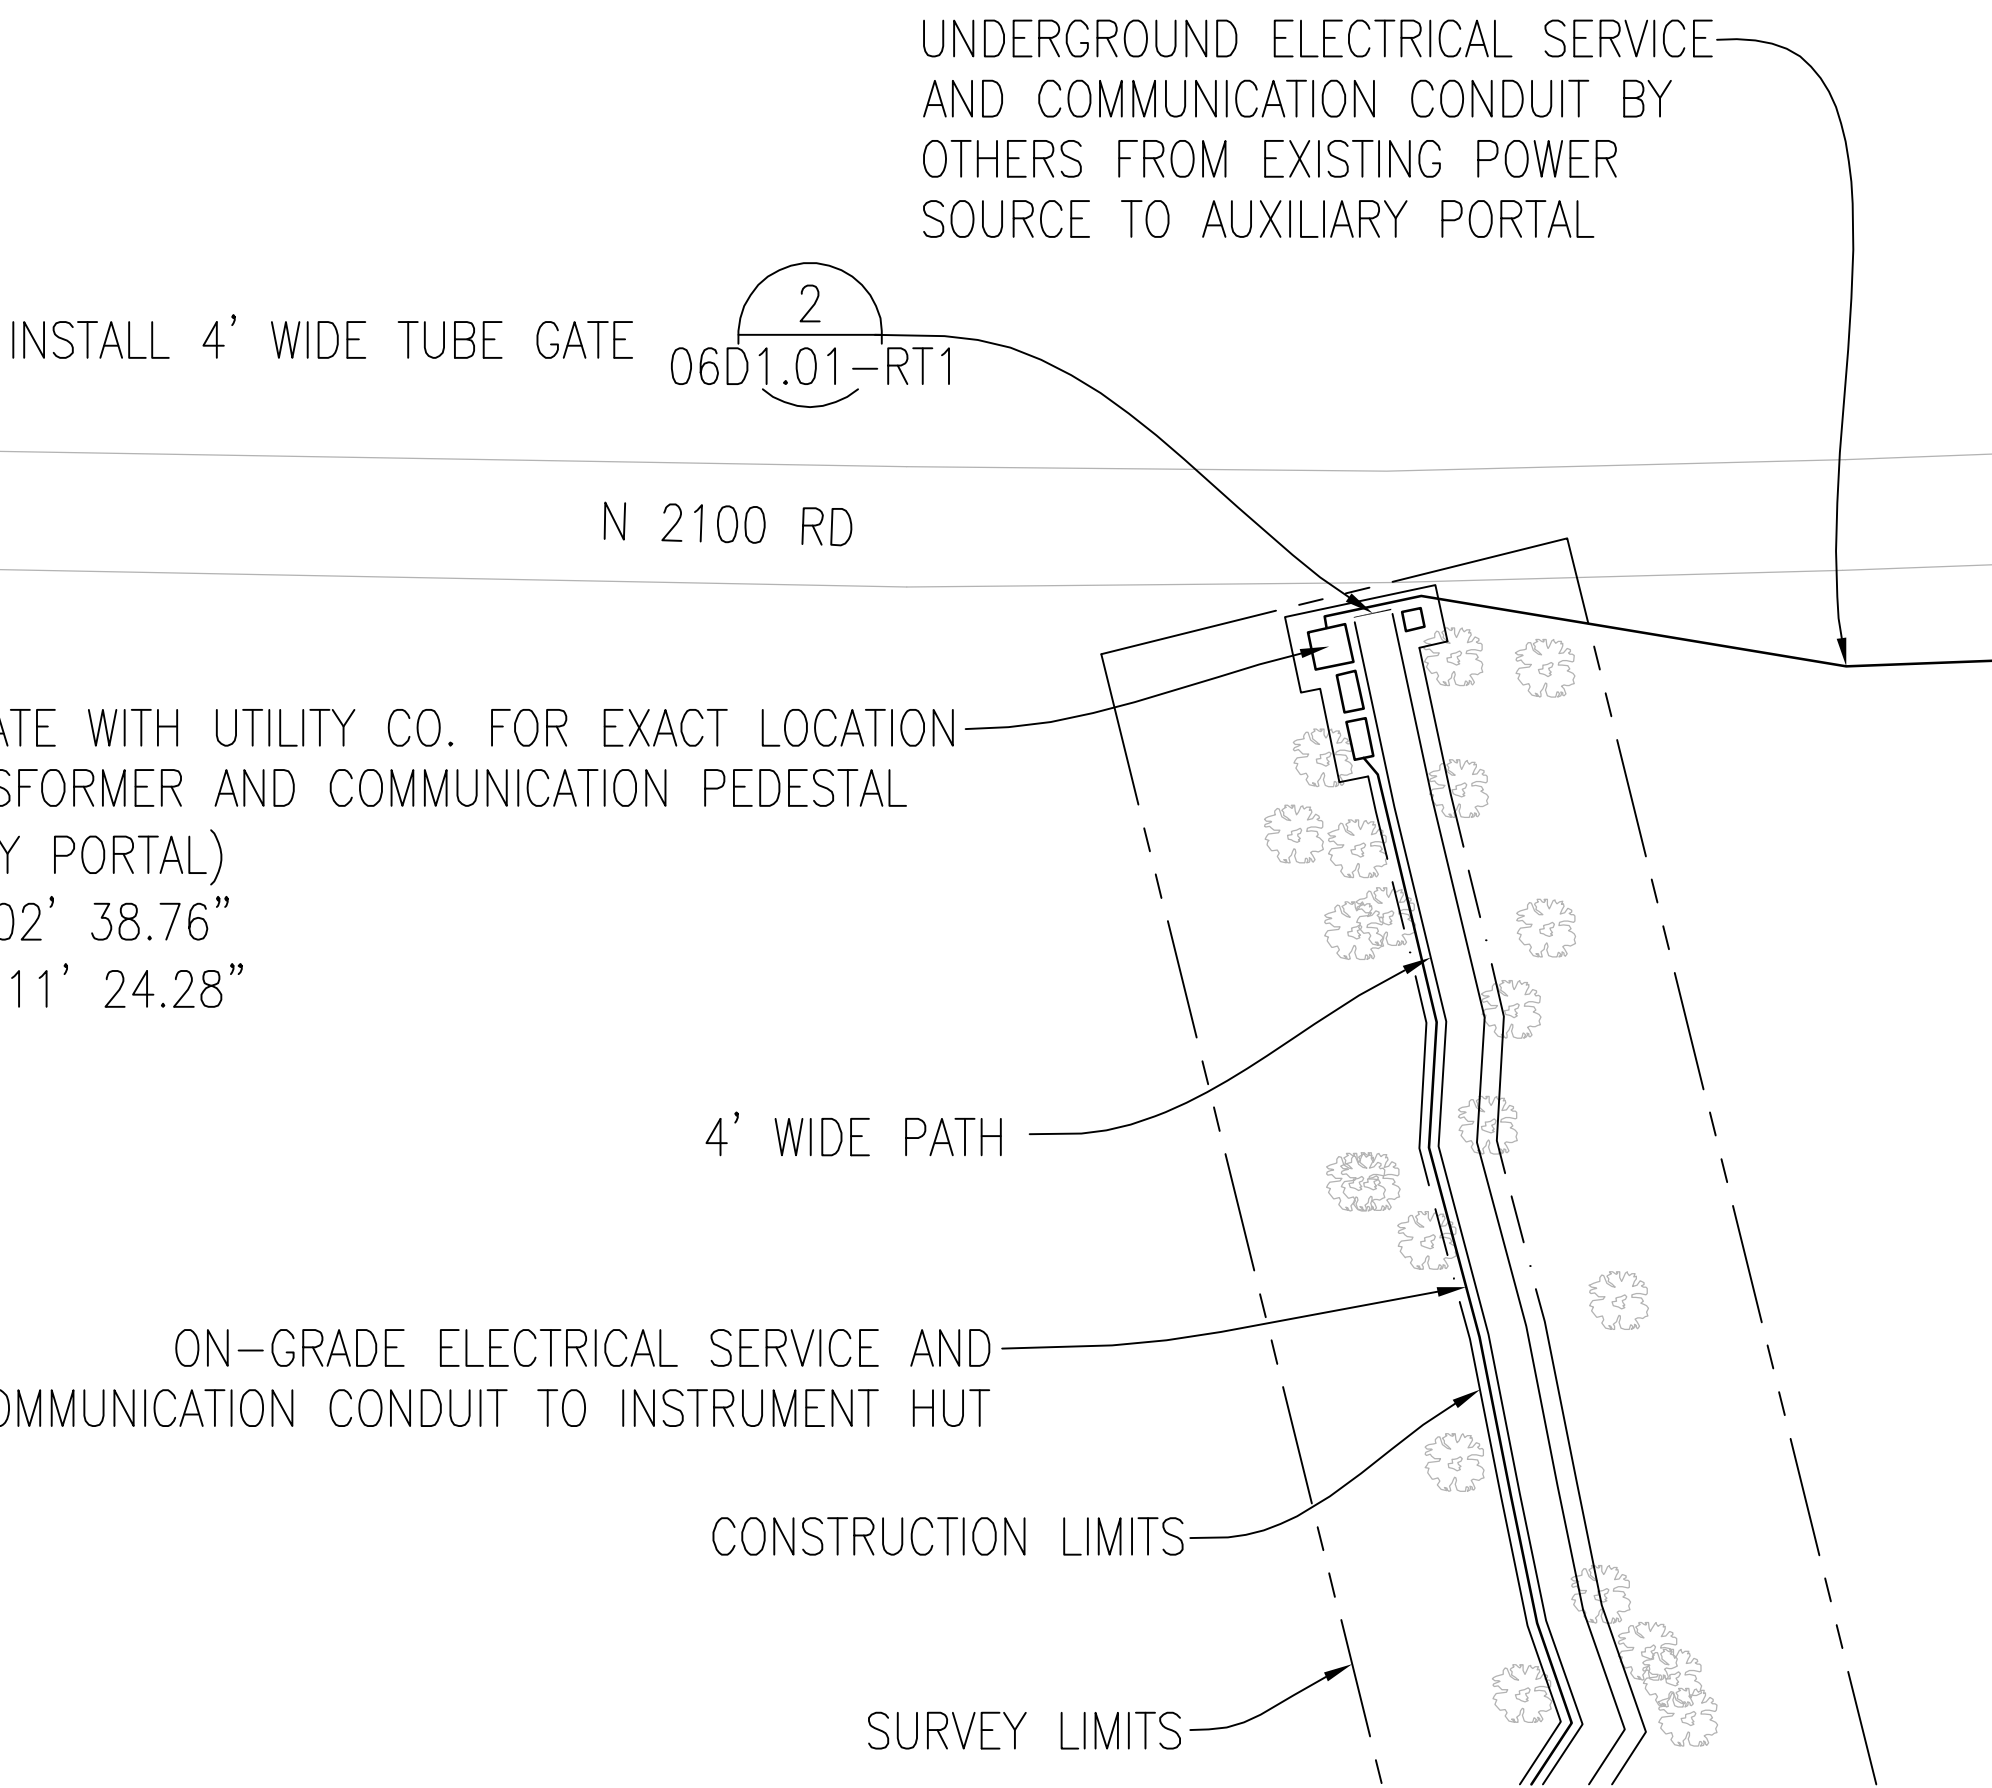 UNDERGROUND ELECTRICAL SERVICE
AND COMMUNICATION CONDUIT BY
OTHERS FROM EXISTING POWER
SOURCE TO AUXILIARY PORTAL
INSTALL 4' WIDE TUBE GATE
2
06D1.01-RT1
N 2100 RD
ATE WITH UTILITY CO. FOR EXACT LOCATION
SFORMER AND COMMUNICATION PEDESTAL
Y PORTAL)
02' 38.76"
11' 24.28"
4' WIDE PATH
ON-GRADE ELECTRICAL SERVICE AND
OMMUNICATION CONDUIT TO INSTRUMENT HUT
CONSTRUCTION LIMITS
SURVEY LIMITS